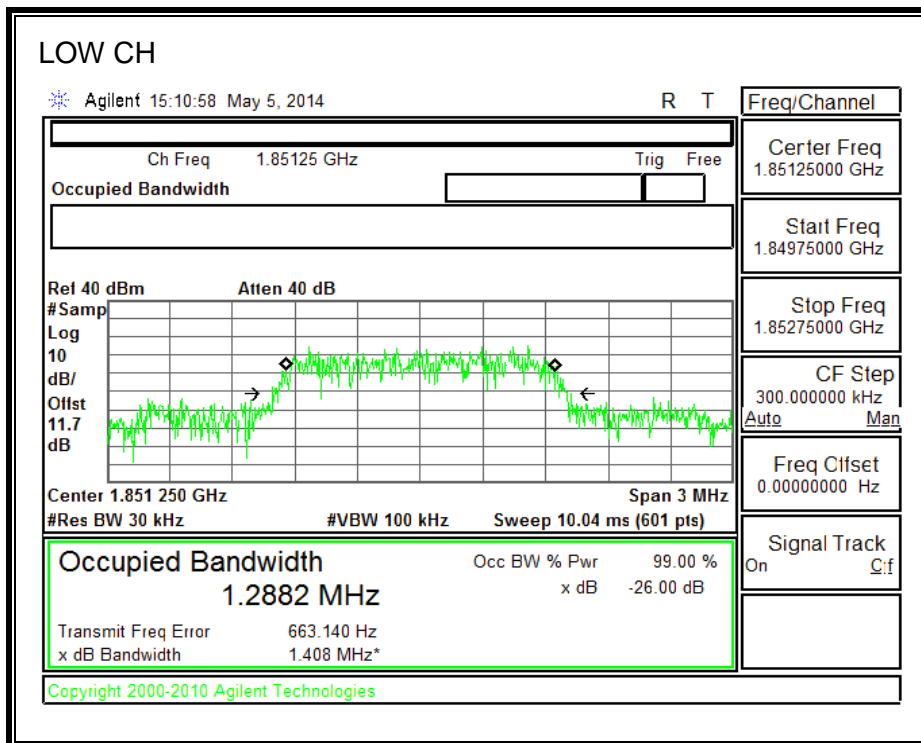 LOW CH
Agilent 15:10:58 May 5, 2014 R T
Ch Freq 1.85125 GHz Trig Free
Occupied Bandwidth
Ref 40 dBm Atten 40 dB
#Samp
Log
10
dB/
Offst
11.7
dB
Center 1.851 250 GHz Span 3 MHz
#Res BW 30 kHz #VBW 100 kHz Sweep 10.04 ms (601 pts)
Occupied Bandwidth Occ BW % Pwr 99.00 %
1.2882 MHz x dB -26.00 dB
Transmit Freq Error 663.140 Hz
x dB Bandwidth 1.408 MHz*
Copyright 2000-2010 Agilent Technologies
Freq/Channel
Center Freq
1.85125000 GHz
Start Freq
1.84975000 GHz
Stop Freq
1.85275000 GHz
CF Step
300.000000 kHz
Auto Man
Freq Offset
0.00000000 Hz
Signal Track
On Off